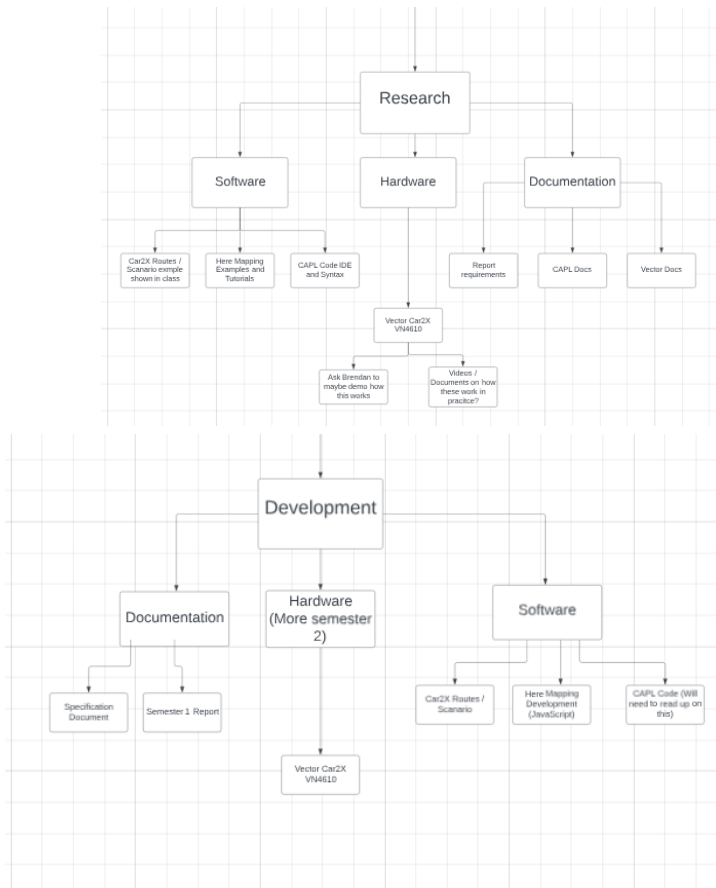 Research
Software
Hardware
Documentation
Car2X Routes /
Scanario exmple
shown in class
Here Mapping
Examples and
Tutorials
CAPL Code IDE
and Syntax
Report
requirements
CAPL Docs
Vector Docs
Vector Car2X
VN4610
Ask Brendan to
maybe demo how
this works
Videos /
Documents on how
these work in
pracitce?
Development
Documentation
Hardware
(More semester
2)
Software
Specification
Document
Semester 1 Report
Car2X Routes /
Scanario
Here Mapping
Development
(JavaScript)
CAPL Code (Will
need to read up on
this)
Vector Car2X
VN4610